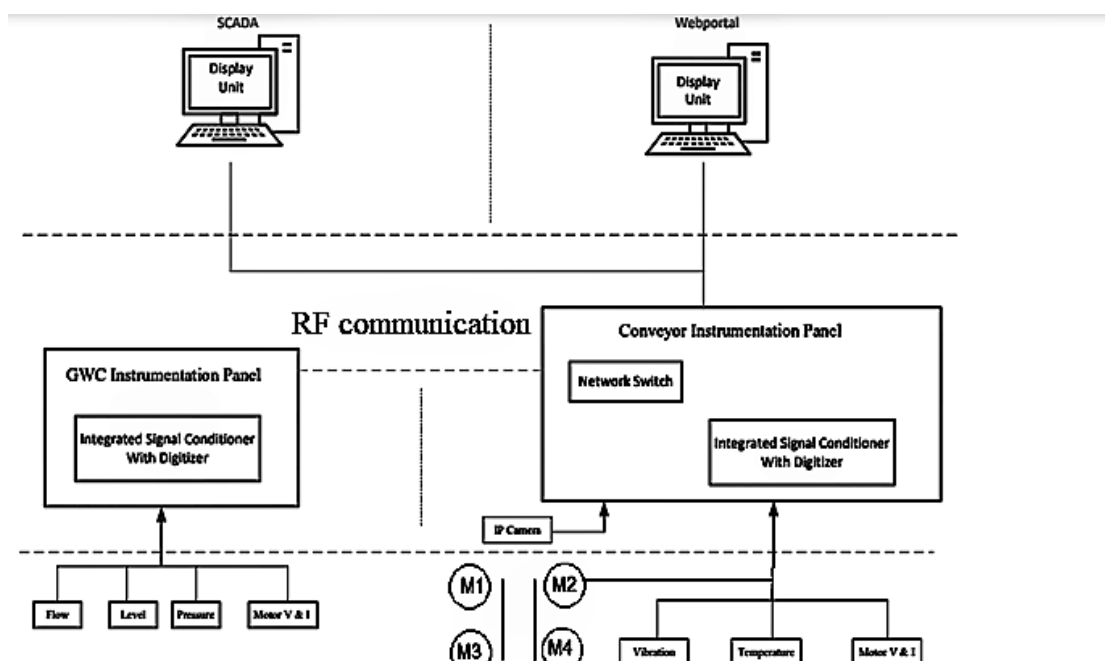 SCADA
Webportal
Display
Unit
Display
Unit
RF communication
Conveyor Instrumentation Panel
GWC Instrumentation Panel
Network Switch
Integrated Signal Conditioner
With Digitizer
Integrated Signal Conditioner
With Digitizer
IP Camera
M1
M2
Flow
Level
Pressure
Motor V & I
M3
M4
Vibration
Temperature
Motor V & I